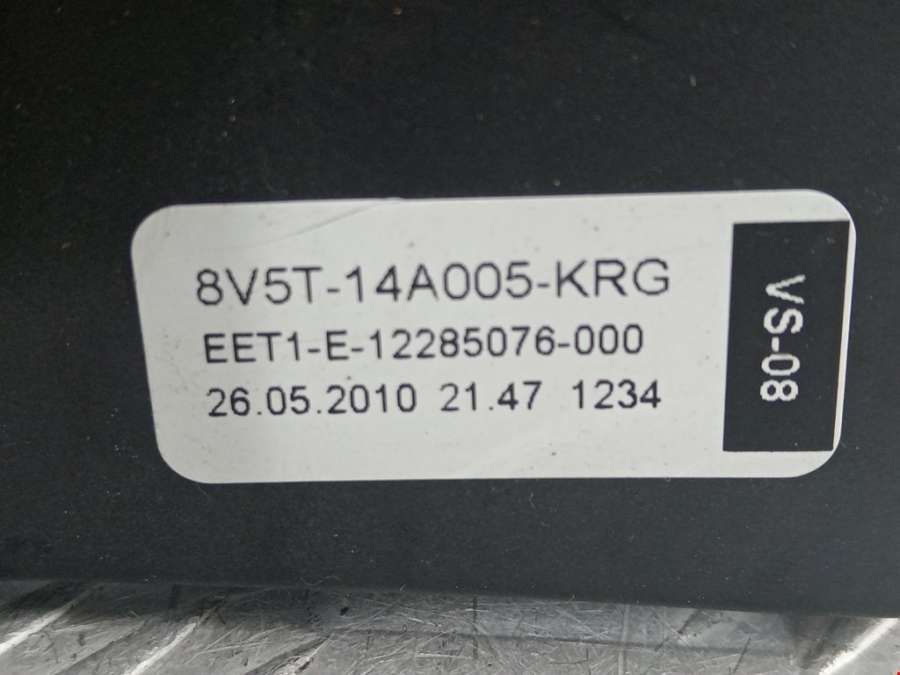 8V5T-14A005-KRG
EET1-E-12285076-000
26.05.2010 21.47 1234
VS-08